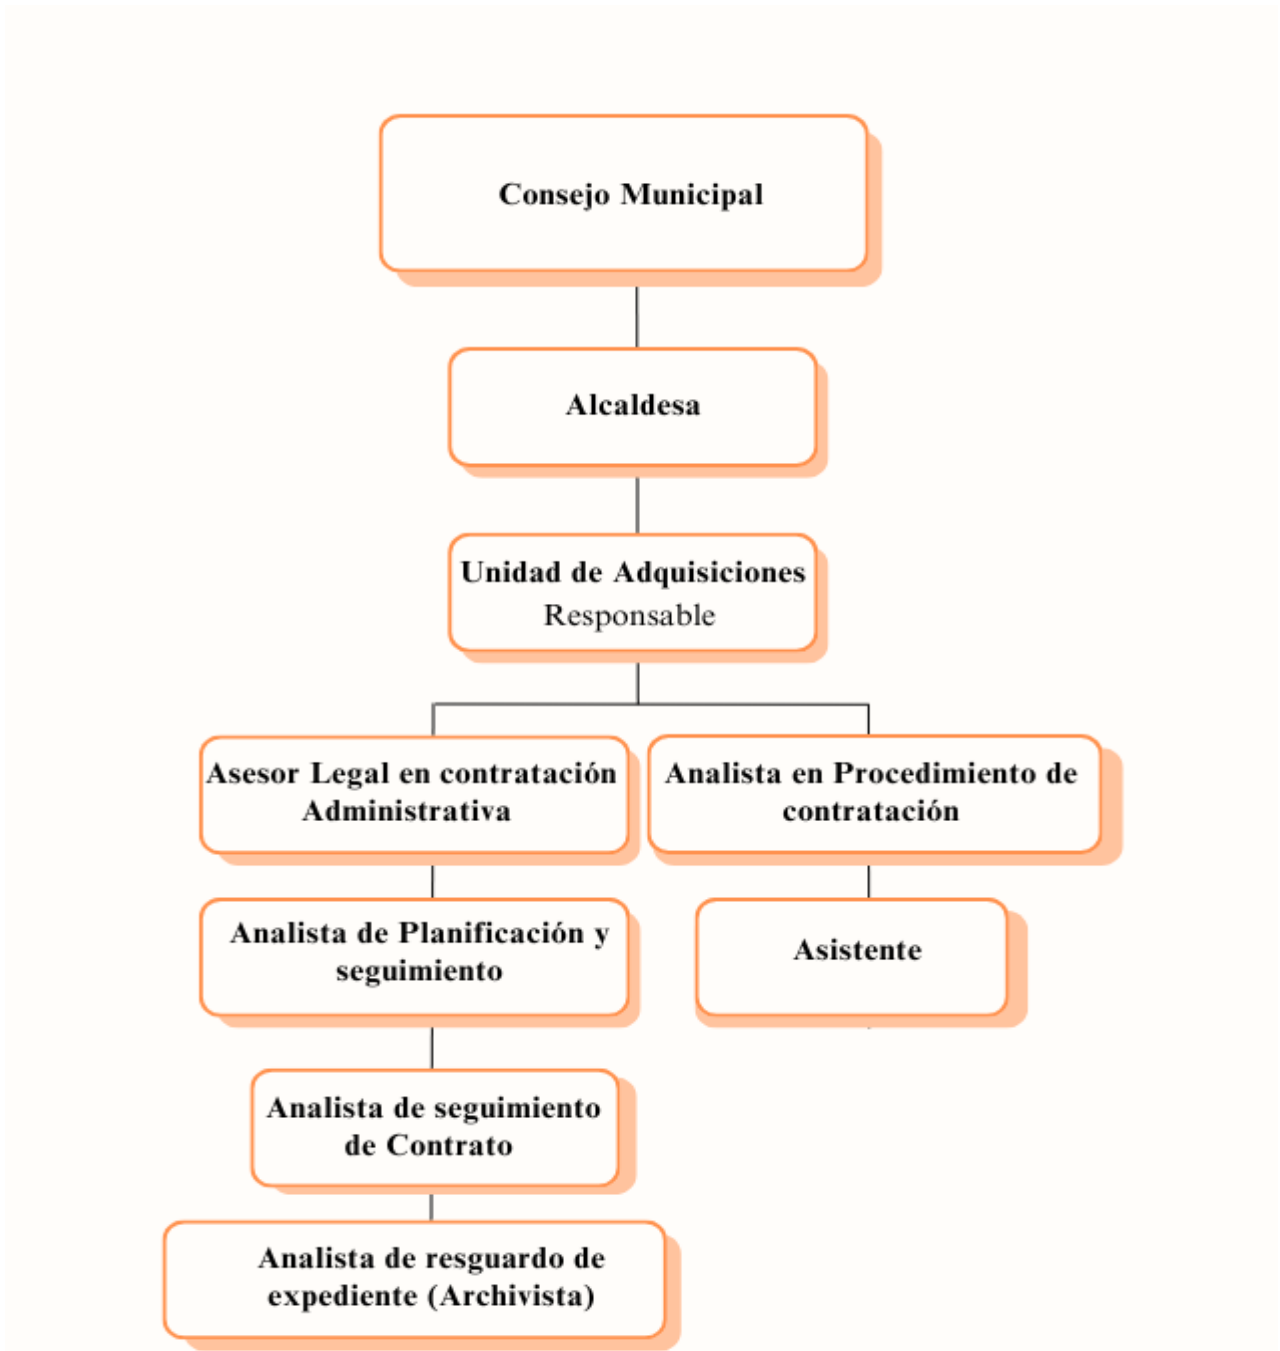 Consejo Municipal
Alcaldesa
Unidad de Adquisiciones
Responsable
Asesor Legal en contratación
Administrativa
Analista en Procedimiento de
contratación
Analista de Planificación y
seguimiento
Asistente
Analista de seguimiento
de Contrato
Analista de resguardo de
expediente (Archivista)